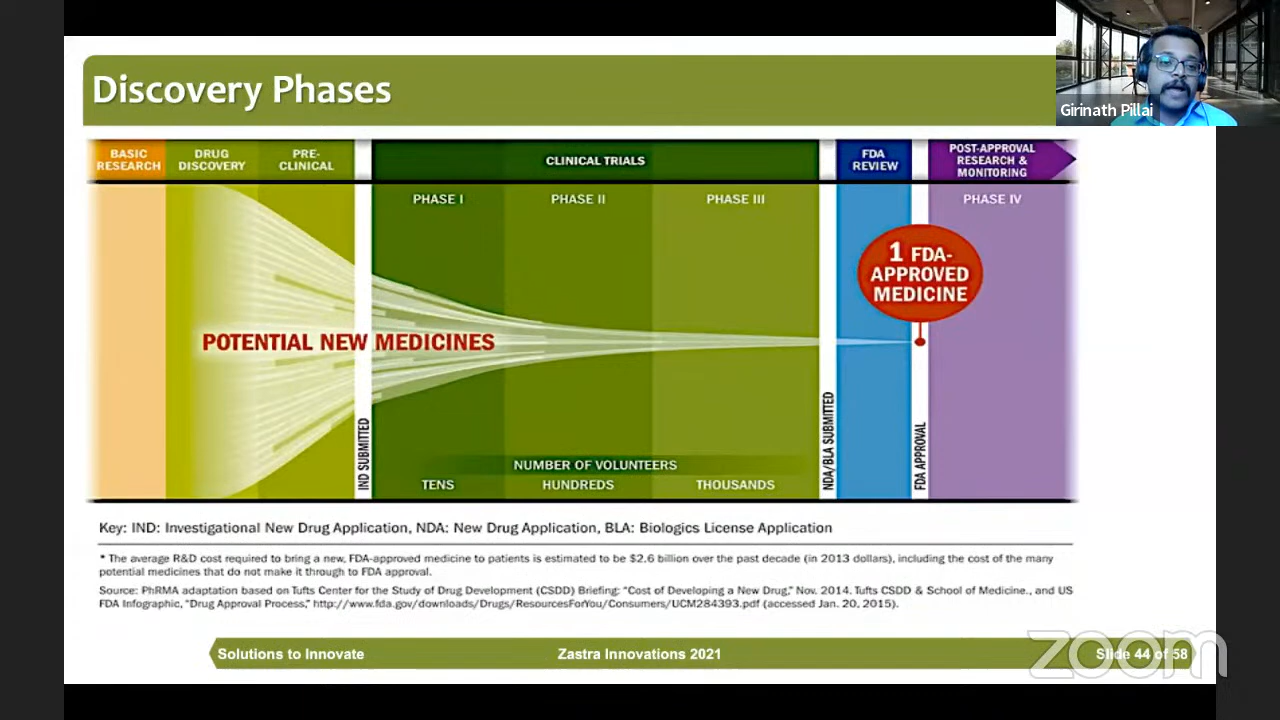 Discovery Phases
Girinath Pillai
BASIC
RESEARCH
DRUG
DISCOVERY
PRE-
CLINICAL
CLINICAL TRIALS
FDA
REVIEW
POST-APPROVAL
RESEARCH &
MONITORING
PHASE I
PHASE II
PHASE III
PHASE IV
1 FDA-
APPROVED
MEDICINE
POTENTIAL NEW MEDICINES
IND SUBMITTED
NDA/BLA SUBMITTED
FDA APPROVAL
NUMBER OF VOLUNTEERS
TENS
HUNDREDS
THOUSANDS
Key: IND: Investigational New Drug Application, NDA: New Drug Application, BLA: Biologics License Application
* The average R&D cost required to bring a new, FDA-approved medicine to patients is estimated to be $2.6 billion over the past decade (in 2013 dollars), including the cost of the many
potential medicines that do not make it through to FDA approval.
Source: PhRMA adaptation based on Tufts Center for the Study of Drug Development (CSDD) Briefing: "Cost of Developing a New Drug," Nov. 2014. Tufts CSDD & School of Medicine., and US
FDA Infographic, "Drug Approval Process," http://www.fda.gov/downloads/Drugs/ResourcesForYou/Consumers/UCM284393.pdf (accessed Jan. 20, 2015).
Solutions to Innovate
Zastra Innovations 2021
Slide 44 of 58
zoom